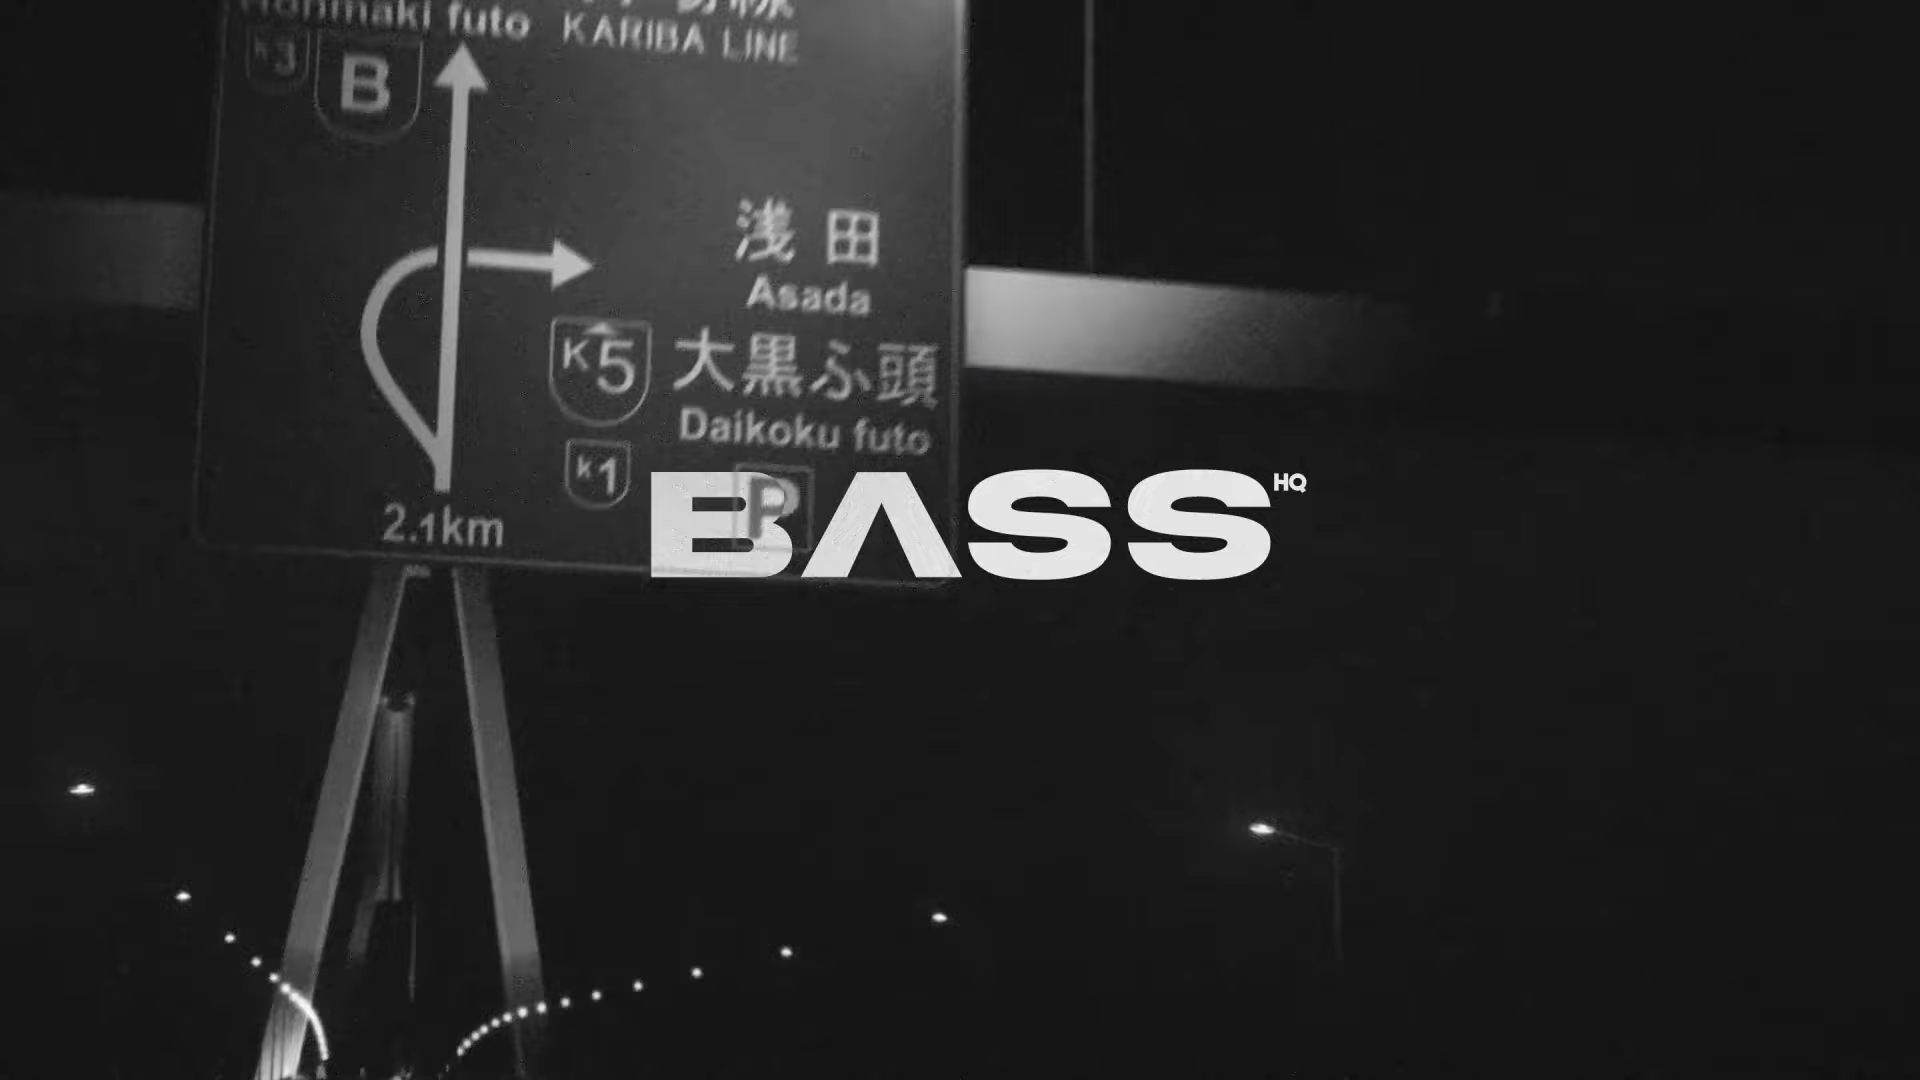 Honmaki futo
KARIBA LINE
K3
B
浅田
Asada
K5
大黒ふ頭
Daikoku futo
k1
P
2.1km
BASS HQ